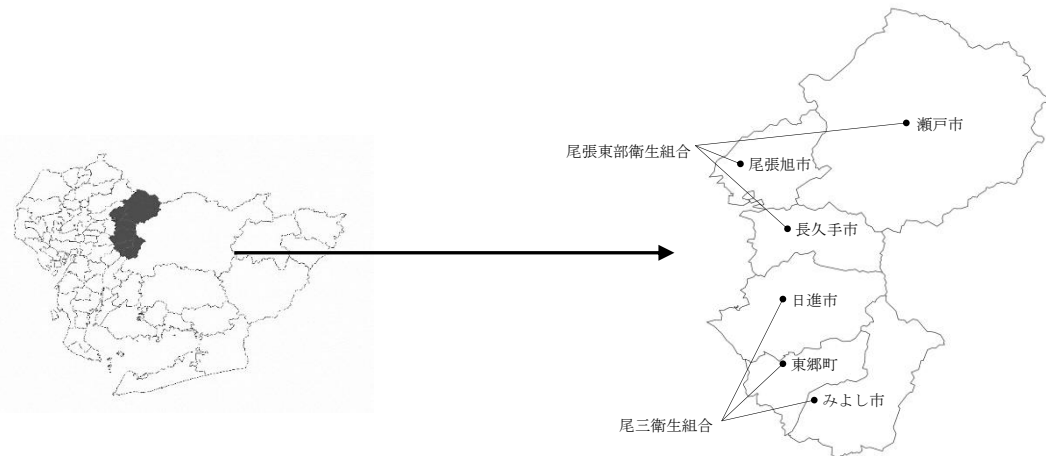 瀬戸市
尾張東部衛生組合
尾張旭市
長久手市
日進市
東郷町
みよし市
尾三衛生組合